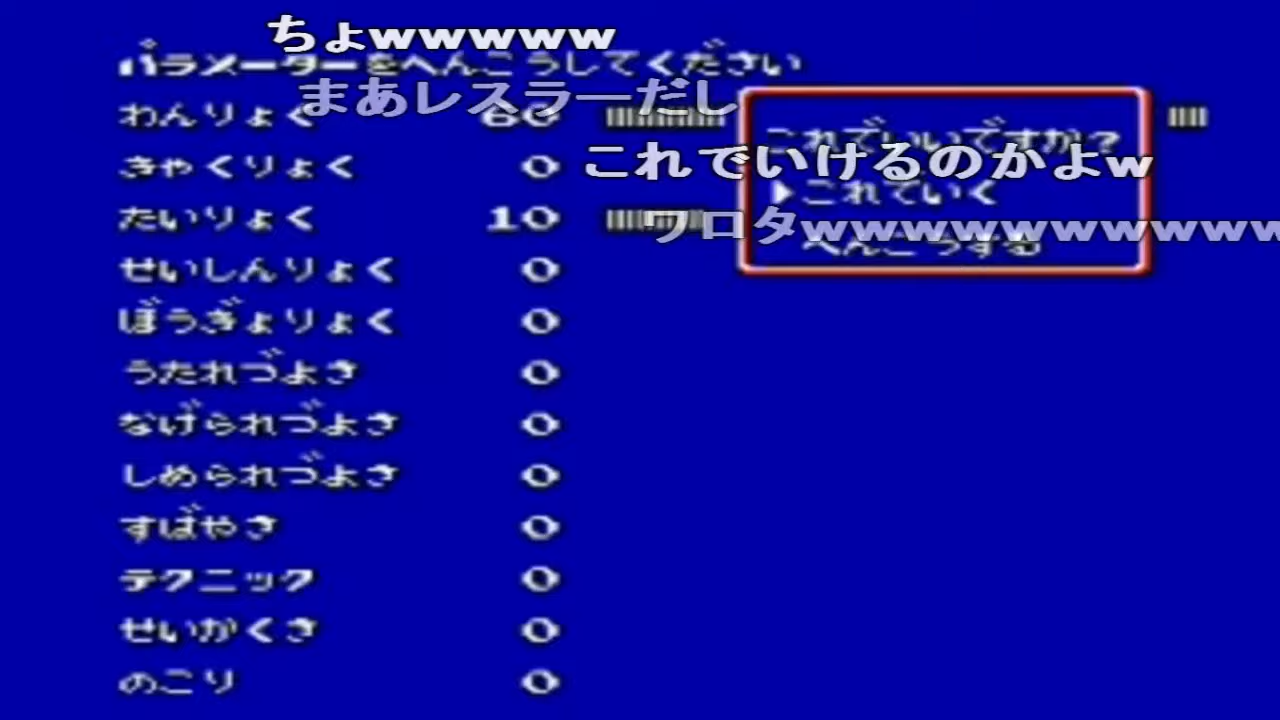 ちょwwwwww
パラメーターをへんこうしてください
まあレスラーだし
わんりょく 60
これでいいですか?
きゃくりょく 0
これでいけるのかよw
▶これでいく
たいりょく 10
ワロタwwwwwwwwwww
へんこうする
せいしんりょく 0
ぼうぎょりょく 0
うたれづよさ 0
なげられづよさ 0
しめられづよさ 0
すばやさ 0
テクニック 0
せいかくさ 0
のこり 0